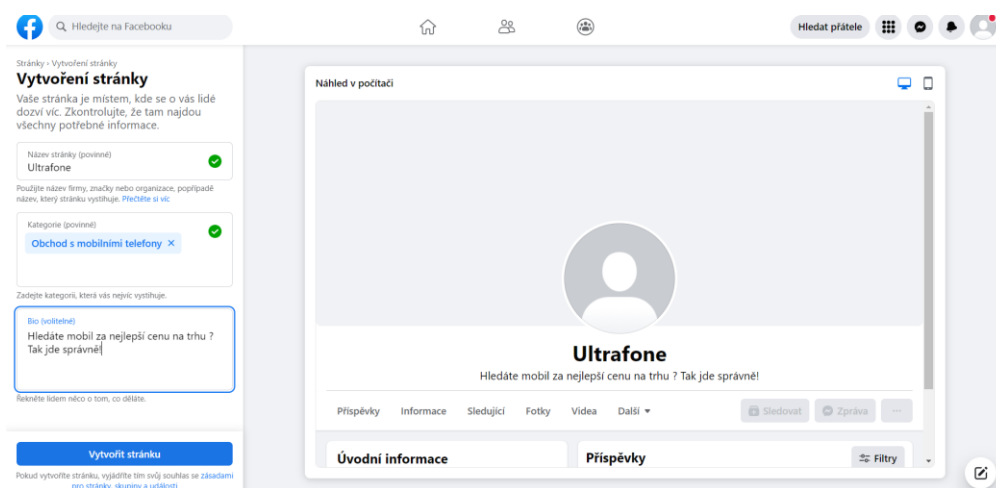 Hledejte na Facebooku
Hledat přátele
Stránky › Vytvoření stránky
Vytvoření stránky
Vaše stránka je místem, kde se o vás lidé
dozví víc. Zkontrolujte, že tam najdou
všechny potřebné informace.
Název stránky (povinné)
Ultrafone
Použijte název firmy, značky nebo organizace, popřípadě
název, který stránku vystihuje. Přečtěte si víc
Kategorie (povinné)
Obchod s mobilními telefony ×
Zadejte kategorii, která vás nejvíc vystihuje.
Bio (volitelné)
Hledáte mobil za nejlepší cenu na trhu ?
Tak jde správně!
Řekněte lidem něco o tom, co děláte.
Vytvořit stránku
Pokud vytvoříte stránku, vyjádříte tím svůj souhlas se zásadami
pro stránky, skupiny a události.
Náhled v počítači
Ultrafone
Hledáte mobil za nejlepší cenu na trhu ? Tak jde správně!
Příspěvky Informace Sledující Fotky Videa Další Sledovat Zpráva ...
Úvodní informace Příspěvky Filtry